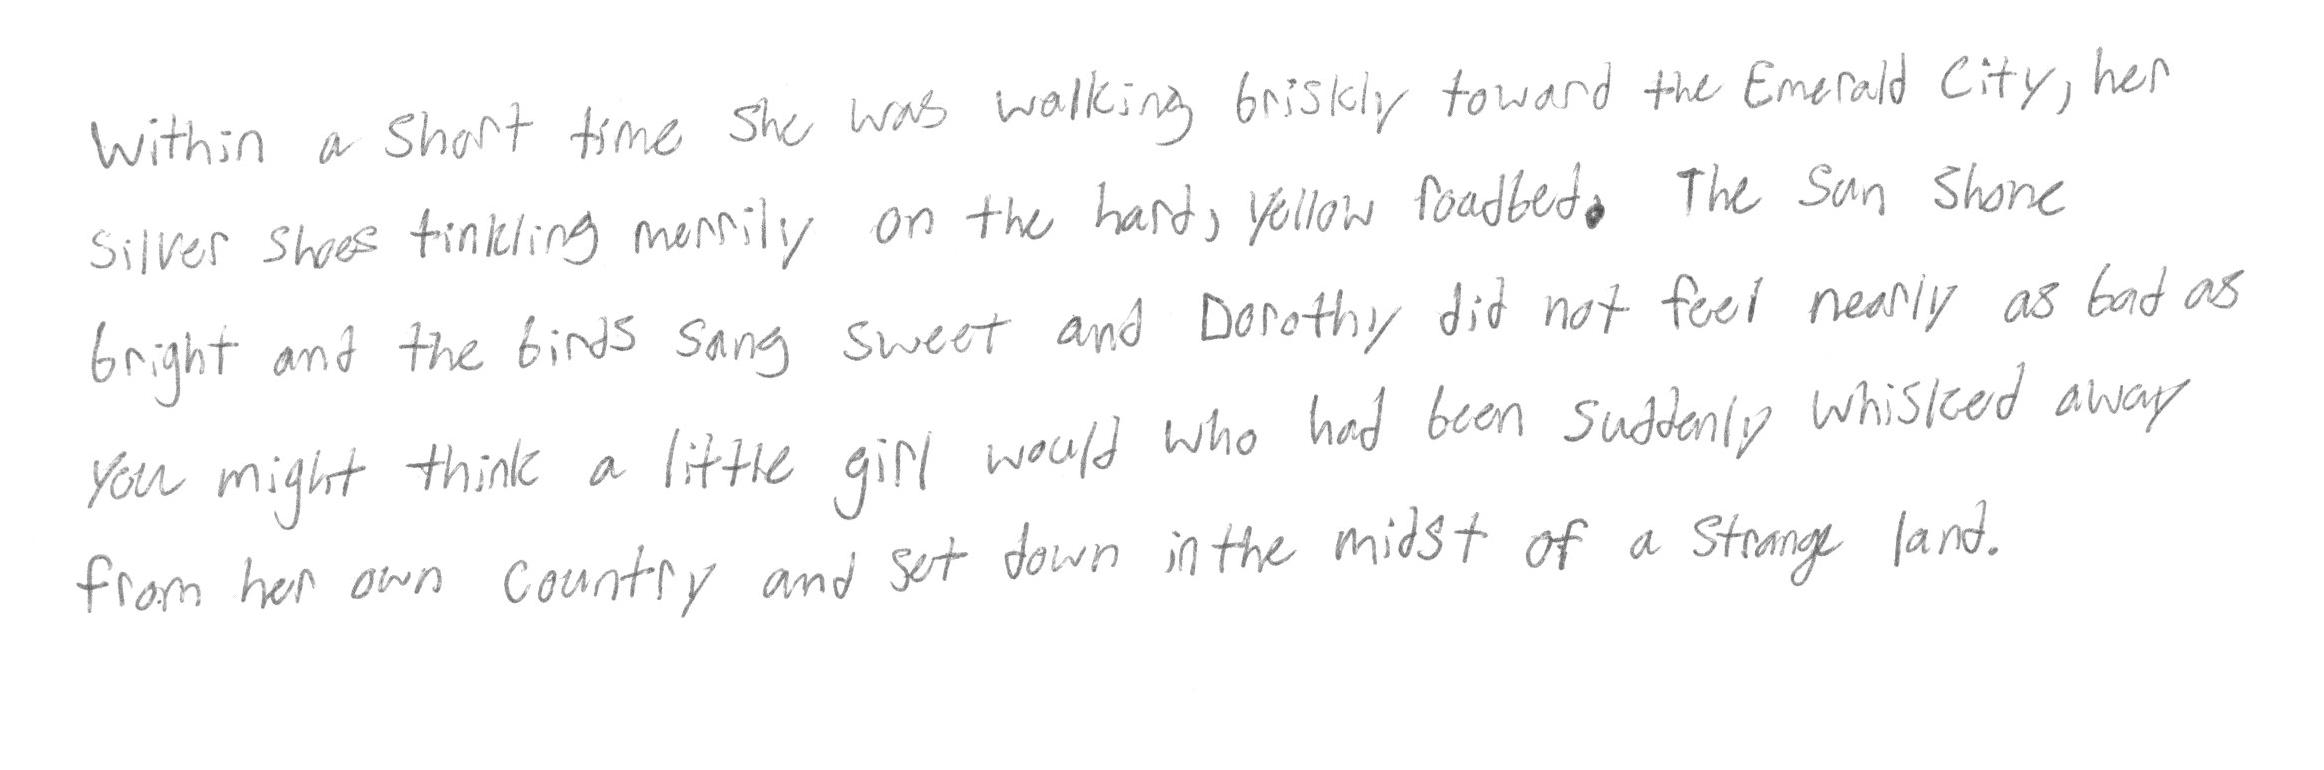 Within a short time she was walking briskly toward the Emerald City, her
Silver Shoes tinkling merrily on the hard, yellow roadbed. The sun shone
bright and the birds sang sweet and Dorothy did not feel nearly as bad as
you might think a little girl would who had been suddenly whisked away
from her own country and set down in the midst of a strange land.